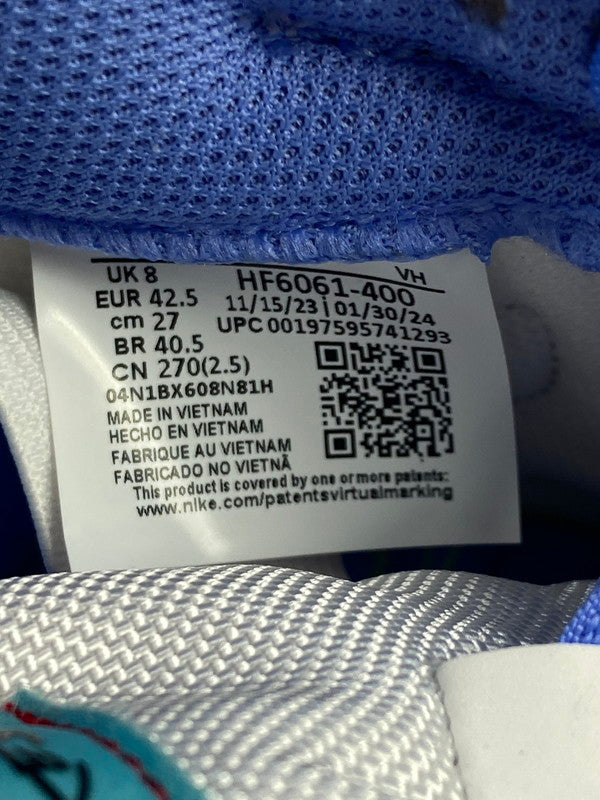 VH
UK 8
HF6061-400
EUR 42.5
11/15/23 | 01/30/24
cm 27
UPC 00197595741293
BR 40.5
CN 270(2.5)
04N1BX608N81H
MADE IN VIETNAM
HECHO EN VIETNAM
FABRIQUE AU VIETNAM
FABRICADO NO VIETNÃ
This product is covered by one or more patents:
www.nike.com/patentsvirtualmarking